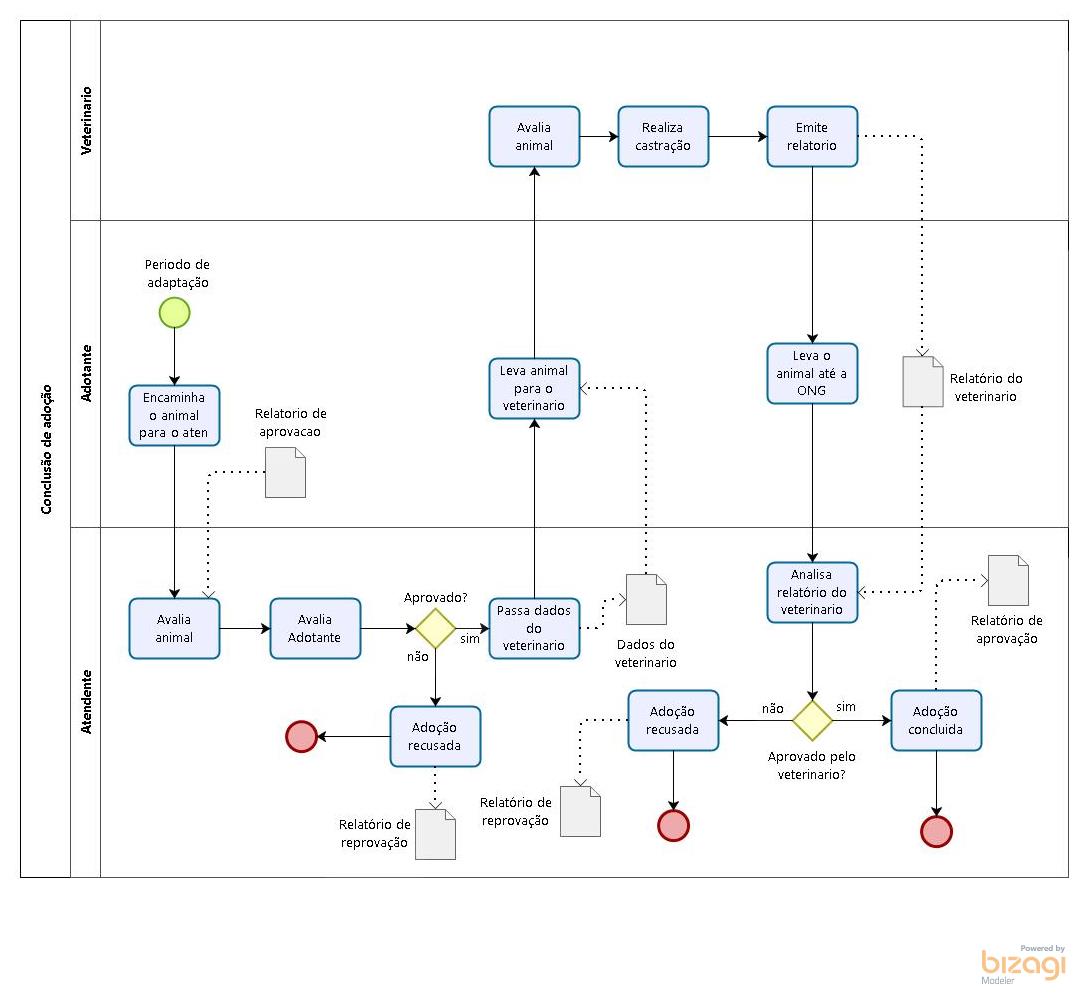 Conclusão de adoção
Veterinario
Avalia
animal
Realiza
castração
Emite
relatorio
Adotante
Periodo de
adaptação
Encaminha
o animal
para o aten
Relatorio de
aprovacao
Leva animal
para o
veterinario
Leva o
animal até a
ONG
Relatório do
veterinario
Atendente
Avalia
animal
Avalia
Adotante
Aprovado?
sim
não
Passa dados
do
veterinario
Dados do
veterinario
Adoção
recusada
Relatório de
reprovação
Analisa
relatório do
veterinario
Aprovado pelo
veterinario?
não
sim
Adoção
recusada
Relatório de
reprovação
Adoção
concluida
Relatório de
aprovação
Powered by
bizagi
Modeler